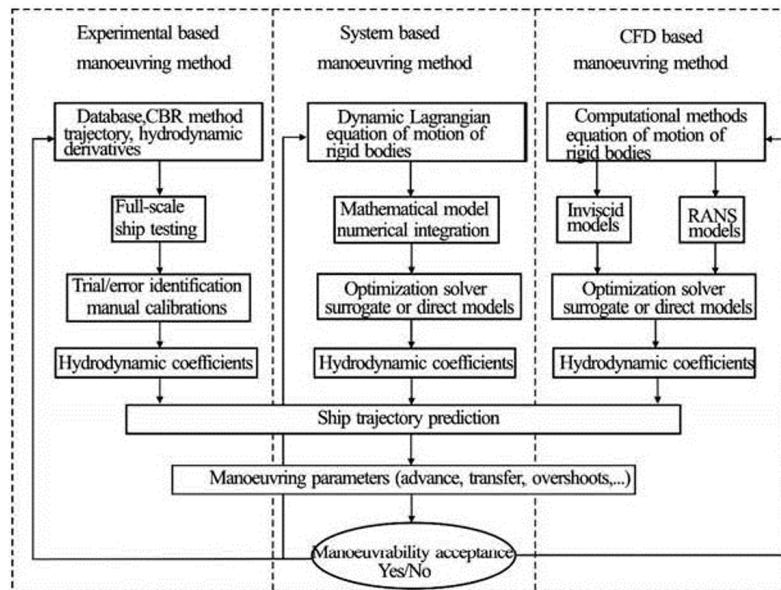 Experimental based
manoeuvring method
System based
manoeuvring method
CFD based
manoeuvring method
Database,CBR method
trajectory, hydrodynamic
derivatives
Dynamic Lagrangian
equation of motion of
rigid bodies
Computational methods
equation of motion of
rigid bodies
Full-scale
ship testing
Mathematical model
numerical integration
Inviscid
models
RANS
models
Trial/error identification
manual calibrations
Optimization solver
surrogate or direct models
Optimization solver
surrogate or direct models
Hydrodynamic coefficients
Hydrodynamic coefficients
Hydrodynamic coefficients
Ship trajectory prediction
Manoeuvring parameters (advance, transfer, overshoots,...)
Manoeuvrability acceptance
Yes/No